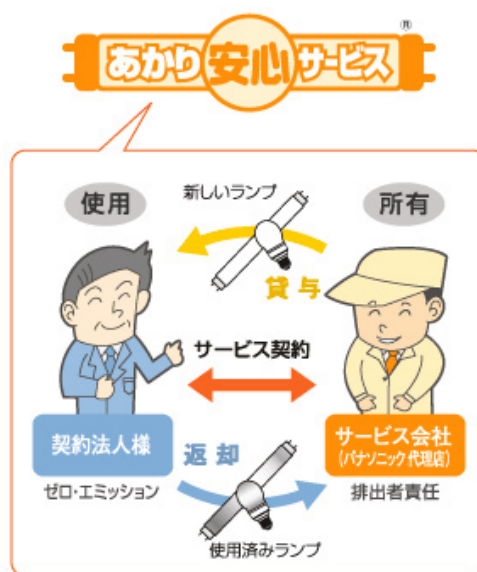 あかり安心サービス®
使用
新しいランプ
所有
貸与
サービス契約
契約法人様
返却
サービス会社
(パナソニック代理店)
ゼロ・エミッション
排出者責任
使用済みランプ